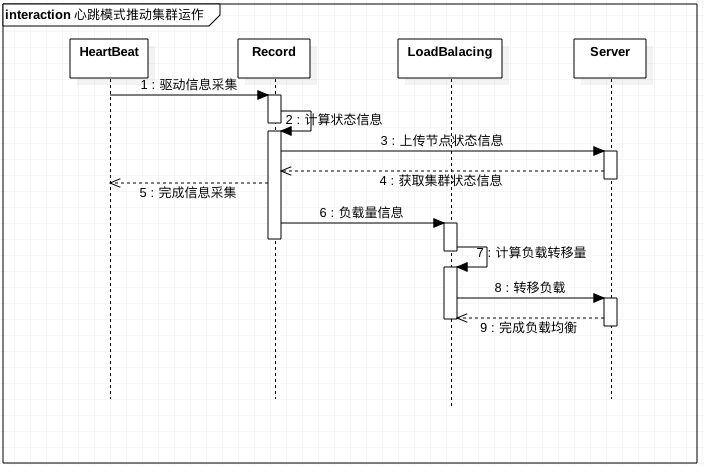 interaction 心跳模式推动集群运作
HeartBeat
Record
LoadBalacing
Server
1 : 驱动信息采集
2 : 计算状态信息
3 : 上传节点状态信息
4 : 获取集群状态信息
5 : 完成信息采集
6 : 负载量信息
7 : 计算负载转移量
8 : 转移负载
9 : 完成负载均衡